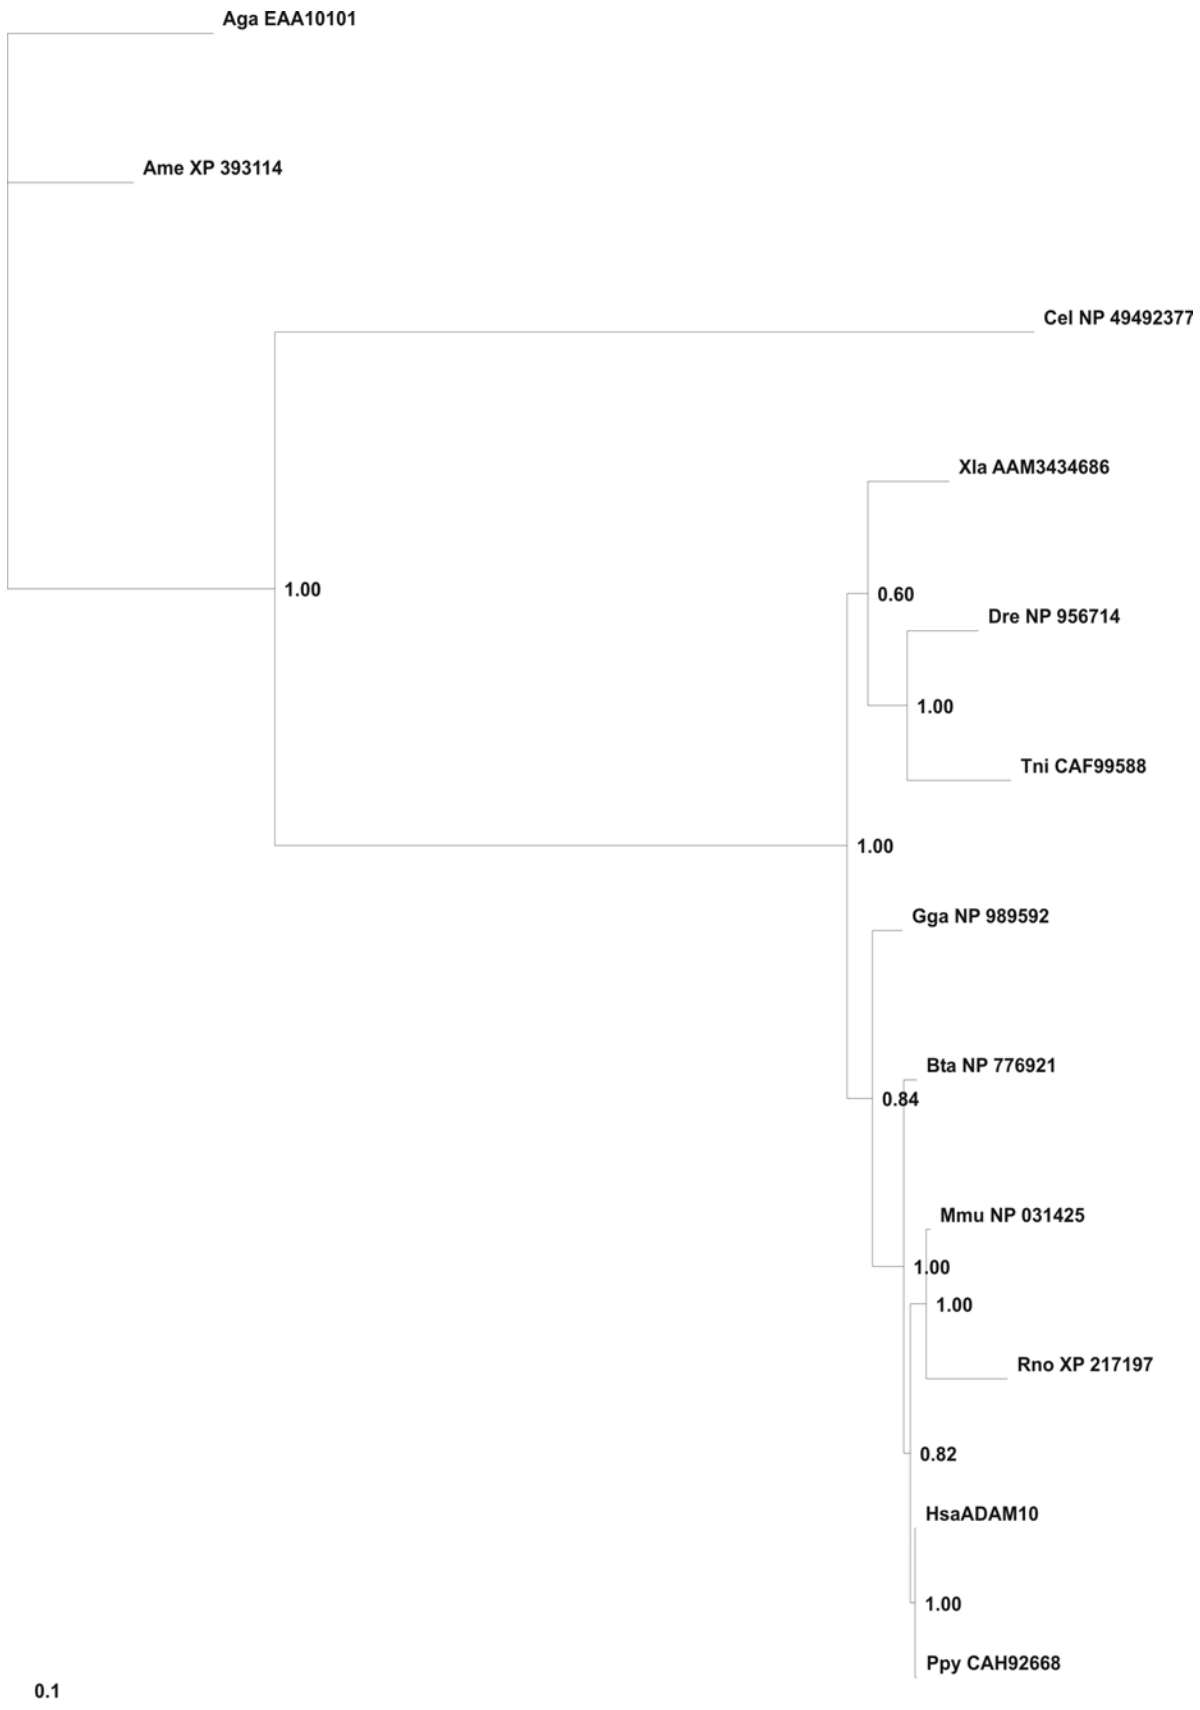 Aga EAA10101
Ame XP 393114
Cel NP 49492377
Xla AAM3434686
1.00
0.60
Dre NP 956714
1.00
Tni CAF99588
1.00
Gga NP 989592
Bta NP 776921
0.84
Mmu NP 031425
1.00
1.00
Rno XP 217197
0.82
HsaADAM10
1.00
Ppy CAH92668
0.1